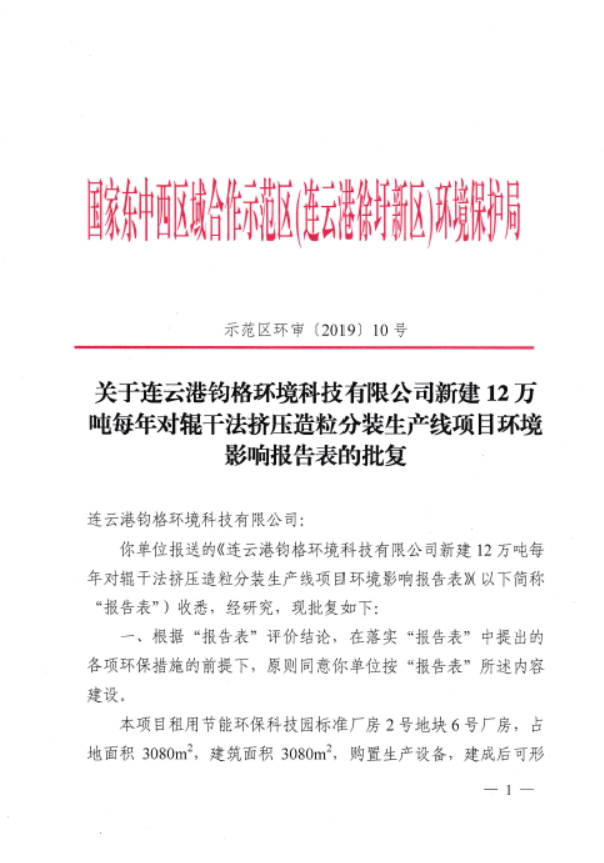 国家东中西区域合作示范区(连云港徐圩新区)环境保护局
示范区环审〔2019〕10号
关于连云港钧格环境科技有限公司新建12万
吨每年对辊干法挤压造粒分装生产线项目环境
影响报告表的批复
连云港钧格环境科技有限公司:
你单位报送的《连云港钧格环境科技有限公司新建12万吨每
年对辊干法挤压造粒分装生产线项目环境影响报告表》(以下简称
“报告表”)收悉，经研究，现批复如下:
一、根据“报告表”评价结论，在落实“报告表”中提出的
各项环保措施的前提下，原则同意你单位按“报告表”所述内容
建设。
本项目租用节能环保科技园标准厂房2号地块6号厂房，占
地面积 3080m²，建筑面积 3080m²，购置生产设备，建成后可形
— 1 —